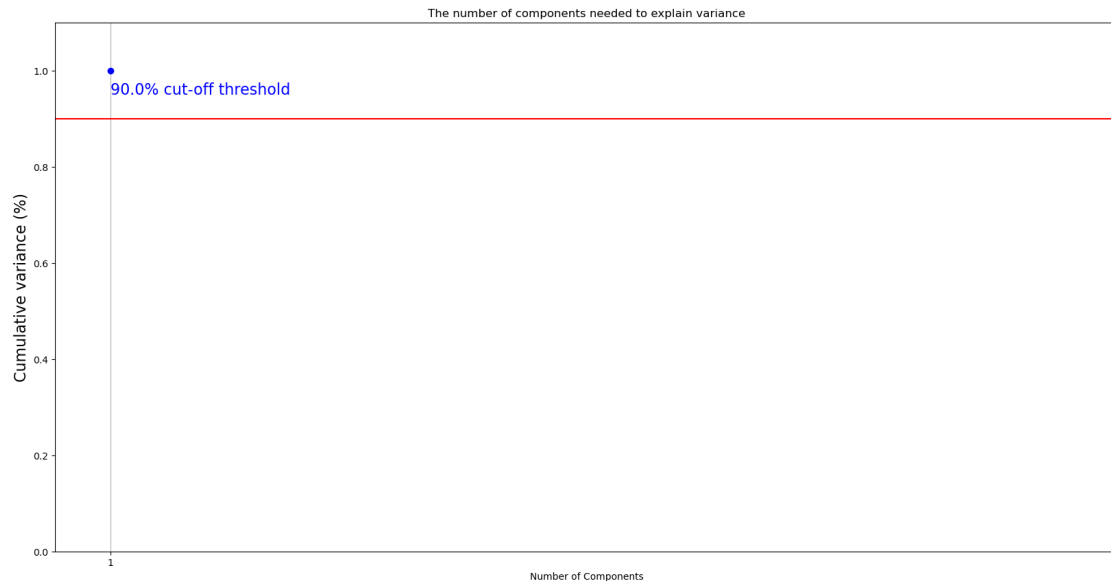 The number of components needed to explain variance
1.0
90.0% cut-off threshold
0.8
0.6
0.4
0.2
0.0
Cumulative variance (%)
1
Number of Components